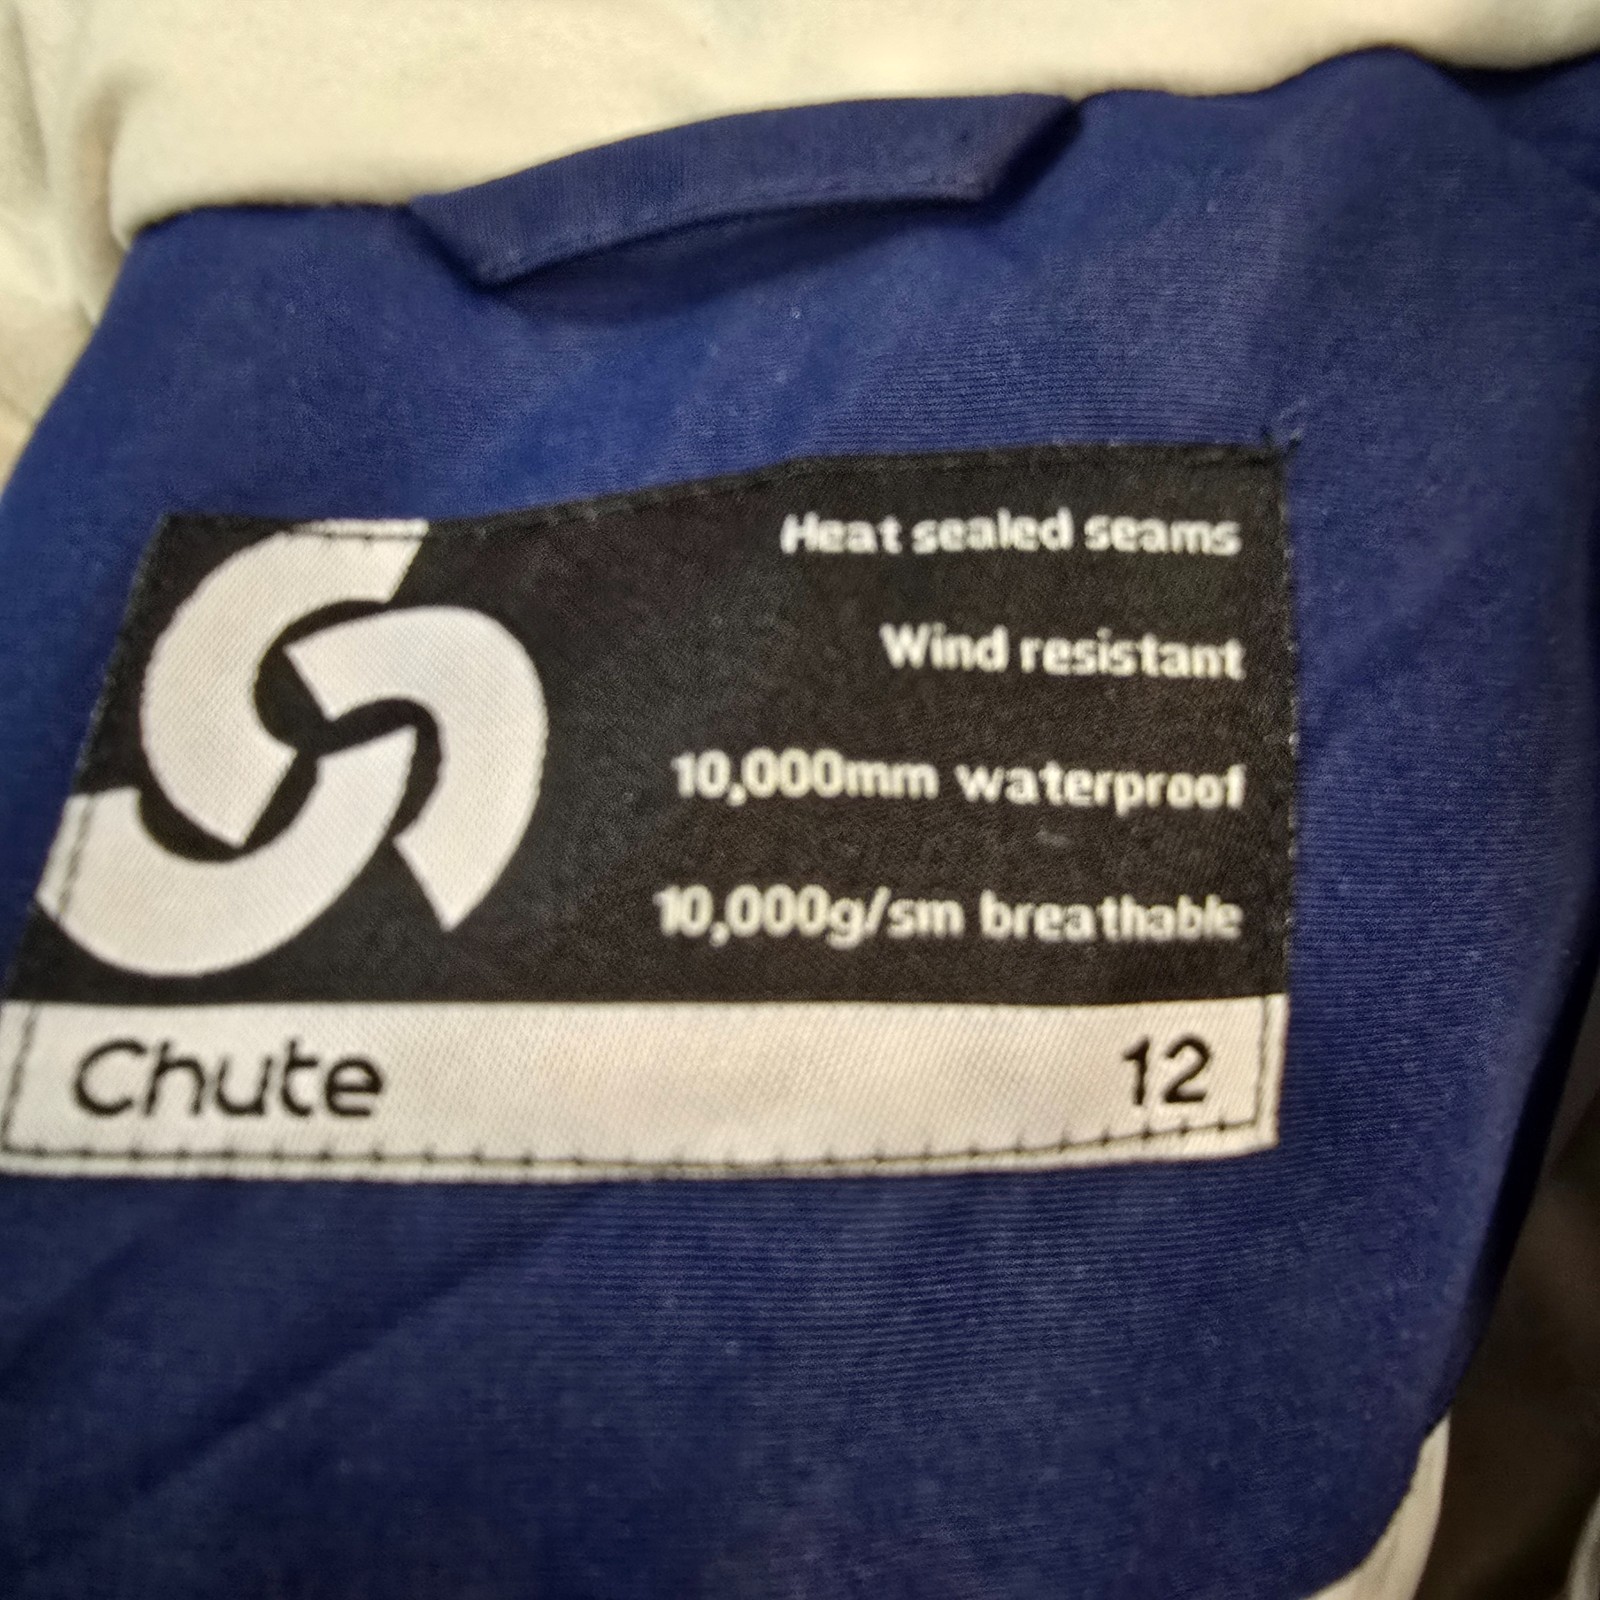 Heat sealed seams
Wind resistant
10,000mm waterproof
10,000g/sm breathable
Chute 12